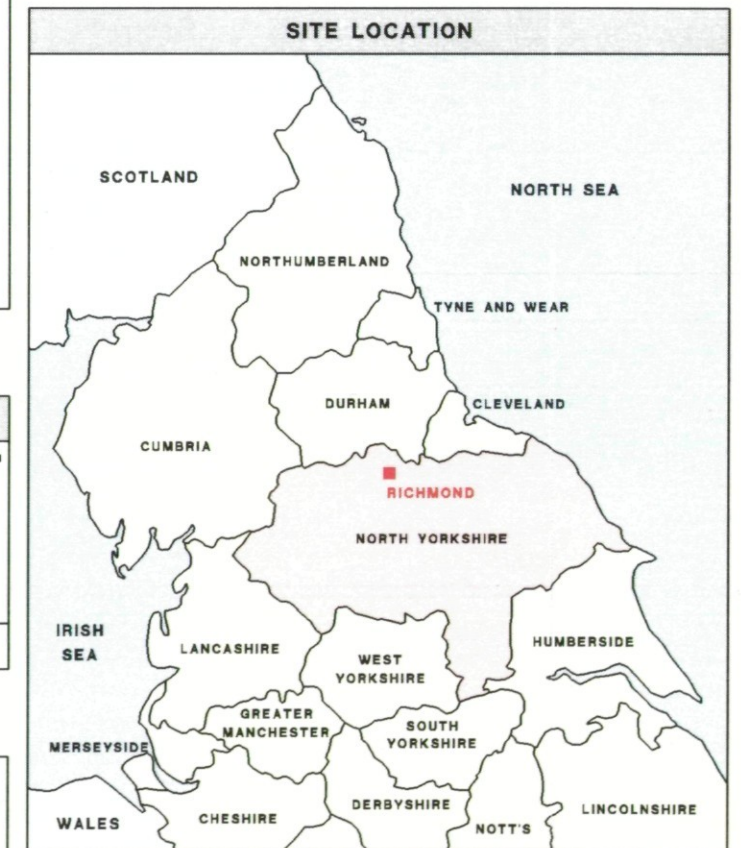 SITE LOCATION
SCOTLAND
NORTH SEA
NORTHUMBERLAND
TYNE AND WEAR
DURHAM
CLEVELAND
CUMBRIA
RICHMOND
NORTH YORKSHIRE
IRISH
SEA
LANCASHIRE
WEST
YORKSHIRE
HUMBERSIDE
GREATER
MANCHESTER
SOUTH
YORKSHIRE
MERSEYSIDE
WALES
CHESHIRE
DERBYSHIRE
NOTT'S
LINCOLNSHIRE